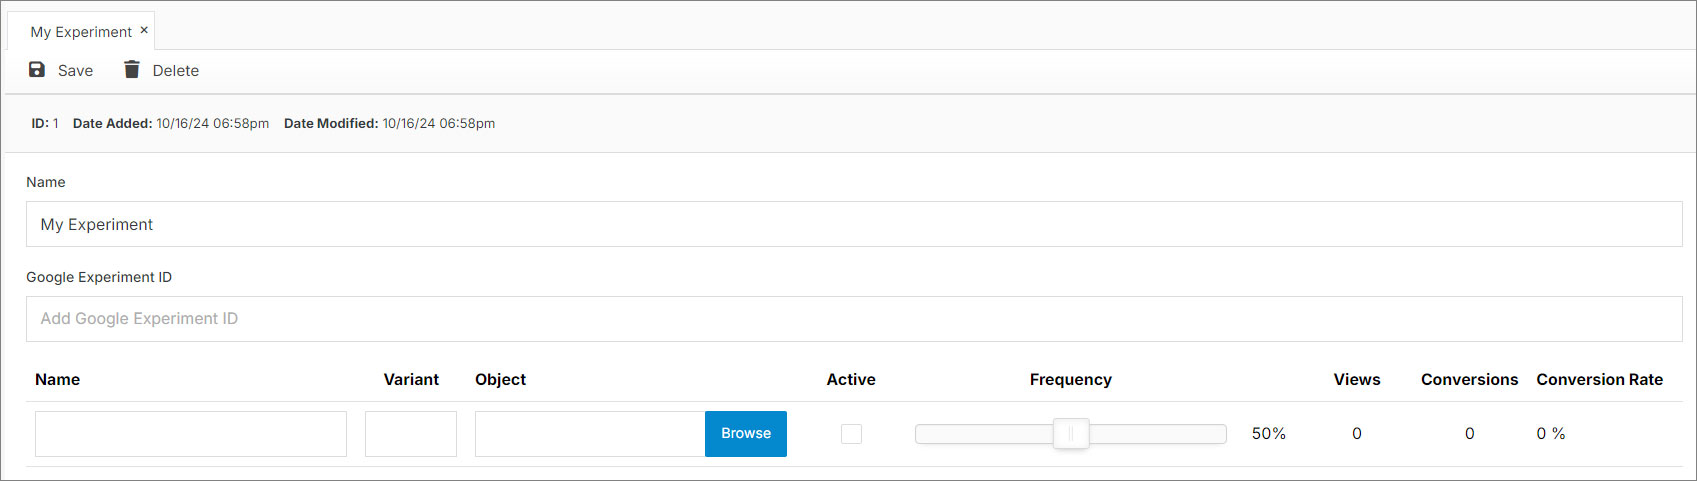 My Experiment ×
Save Delete
ID: 1 Date Added: 10/16/24 06:58pm Date Modified: 10/16/24 06:58pm
Name
My Experiment
Google Experiment ID
Add Google Experiment ID
Name Variant Object Active Frequency Views Conversions Conversion Rate
Browse 50% 0 0 0 %